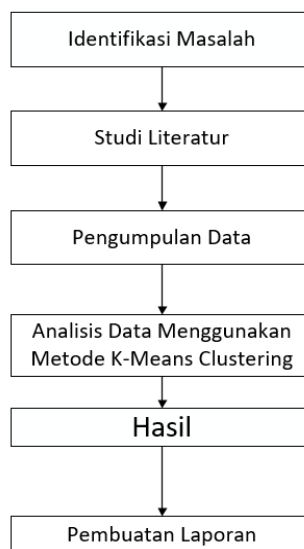 Identifikasi Masalah
Studi Literatur
Pengumpulan Data
Analisis Data Menggunakan
Metode K-Means Clustering
Hasil
Pembuatan Laporan